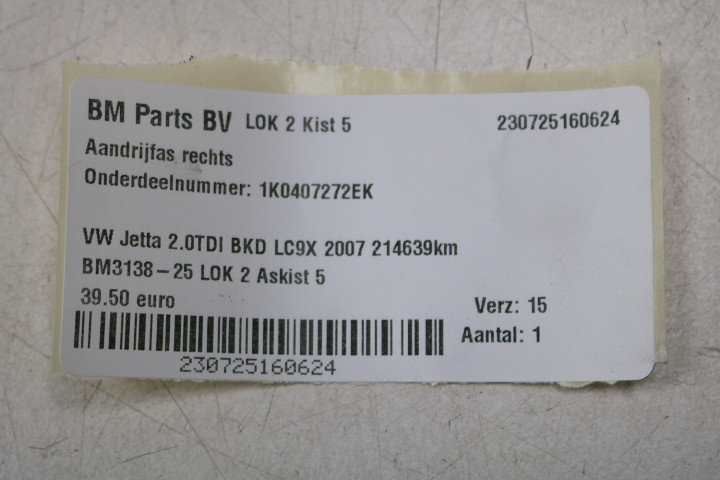 BM Parts BV LOK 2 Kist 5 230725160624
Aandrijfas rechts
Onderdeelnummer: 1K0407272EK
VW Jetta 2.0TDI BKD LC9X 2007 214639km
BM3138-25 LOK 2 Askist 5
39.50 euro
Verz: 15
Aantal: 1
230725160624